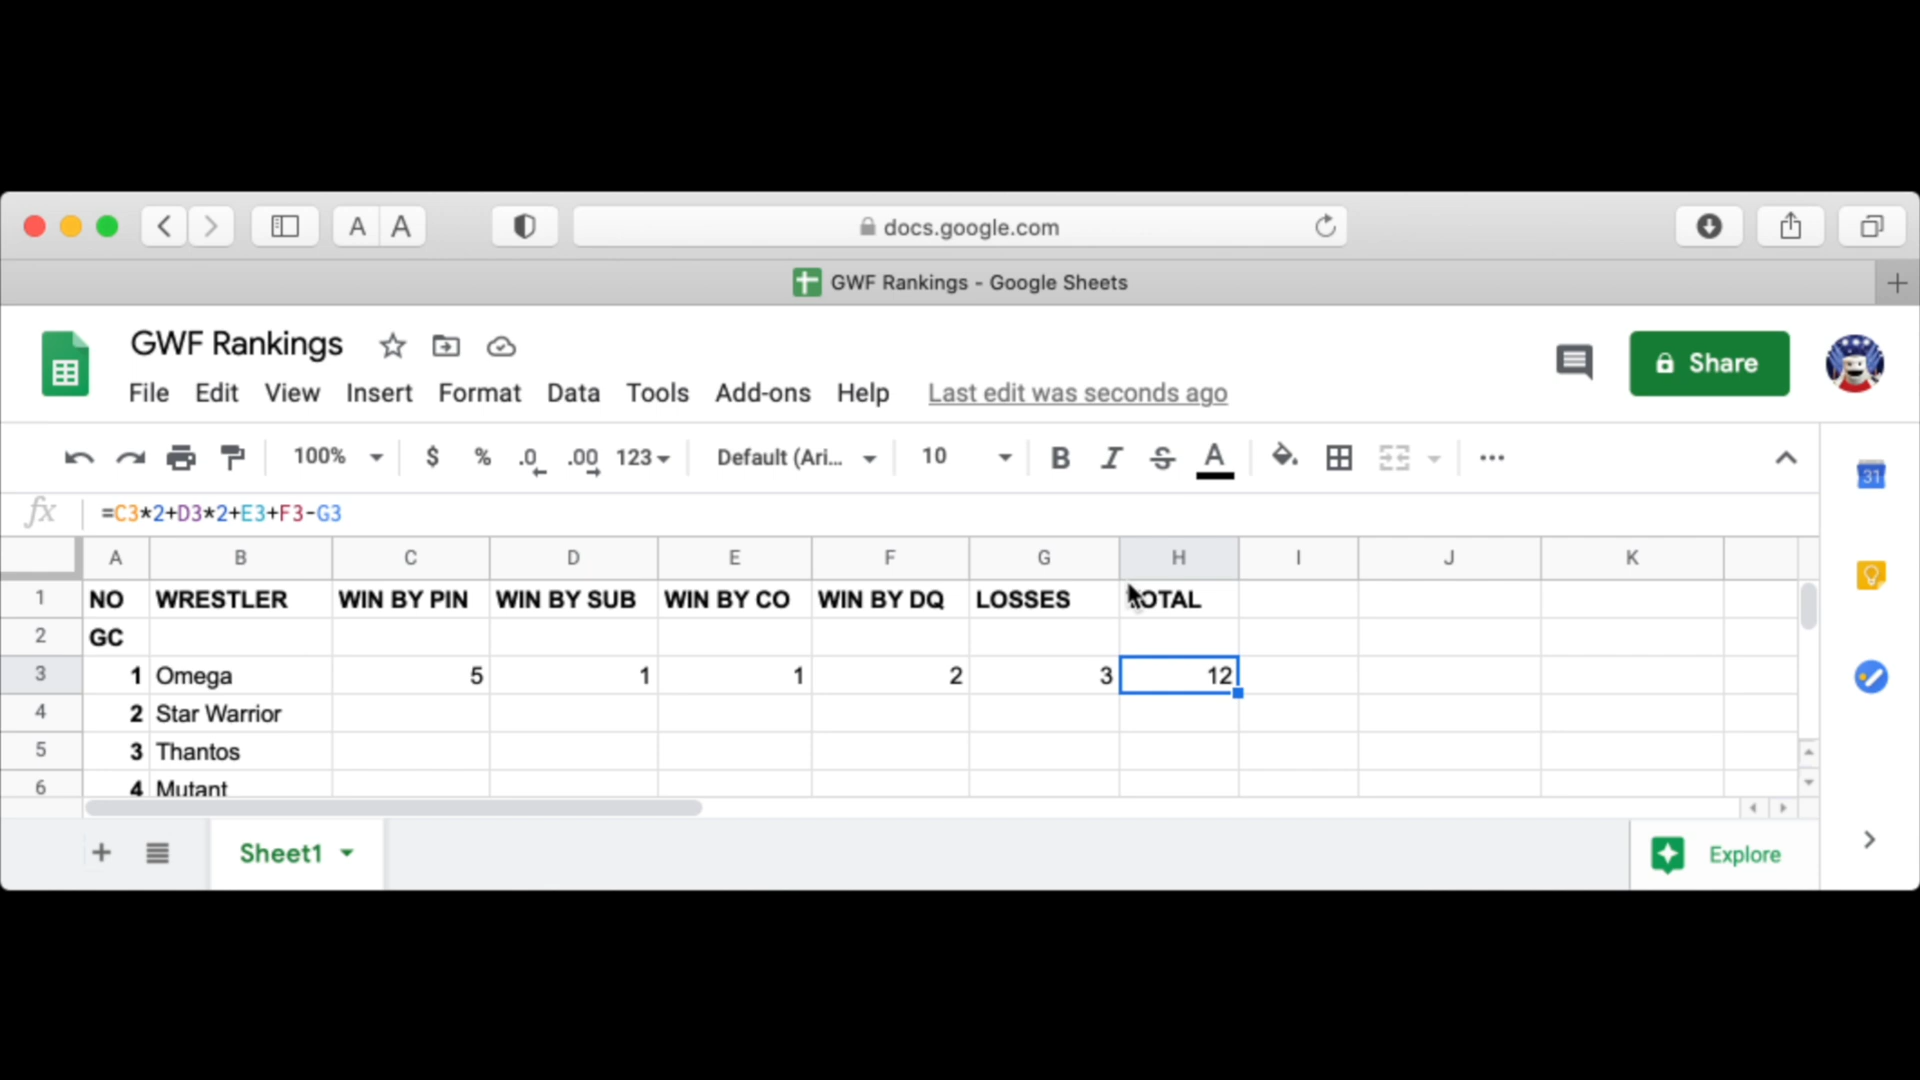 A A
docs.google.com
GWF Rankings - Google Sheets
GWF Rankings
File Edit View Insert Format Data Tools Add-ons Help Last edit was seconds ago
Share
100% $ % .0 .00 123 Default (Ari... 10 B I S A
31
fx =C3*2+D3*2+E3+F3-G3
A B C D E F G H I J K
1 NO WRESTLER WIN BY PIN WIN BY SUB WIN BY CO WIN BY DQ LOSSES TOTAL
2 GC
3 1 Omega 5 1 1 2 3 12
4 2 Star Warrior
5 3 Thantos
6 4 Mutant
Sheet1
Explore